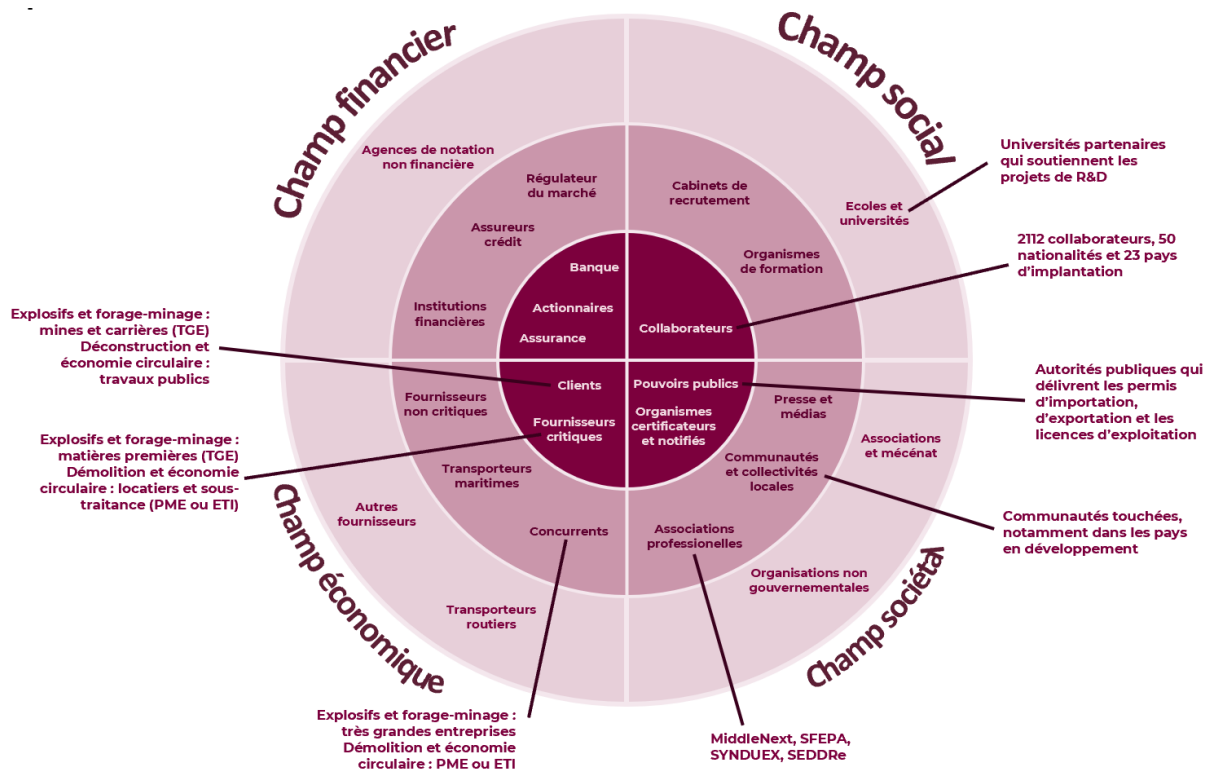 -
Champ financier
Champ social
Agences de notation
non financière
Régulateur
du marché
Assureurs
crédit
Institutions
financières
Banque
Actionnaires
Assurance
Cabinets de
recrutement
Organismes
de formation
Ecoles et
universités
Collaborateurs
Universités partenaires
qui soutiennent les
projets de R&D
2112 collaborateurs, 50
nationalités et 23 pays
d'implantation
Explosifs et forage-minage :
mines et carrières (TGE)
Déconstruction et
économie circulaire :
travaux publics
Explosifs et forage-minage :
matières premières (TGE)
Démolition et économie
circulaire : locatiers et sous-
traitance (PME ou ETI)
Clients
Fournisseurs
critiques
Fournisseurs
non critiques
Transporteurs
maritimes
Concurrents
Autres
fournisseurs
Transporteurs
routiers
Champ économique
Explosifs et forage-minage :
très grandes entreprises
Démolition et économie
circulaire : PME ou ETI
Pouvoirs publics
Organismes
certificateurs
et notifiés
Presse et
médias
Communautés
et collectivités
locales
Associations
professionelles
Associations
et mécénat
Organisations non
gouvernementales
Champ sociétal
Autorités publiques qui
délivrent les permis
d'importation,
d'exportation et les
licences d'exploitation
Communautés touchées,
notamment dans les pays
en développement
MiddleNext, SFEPA,
SYNDUEX, SEDDRe